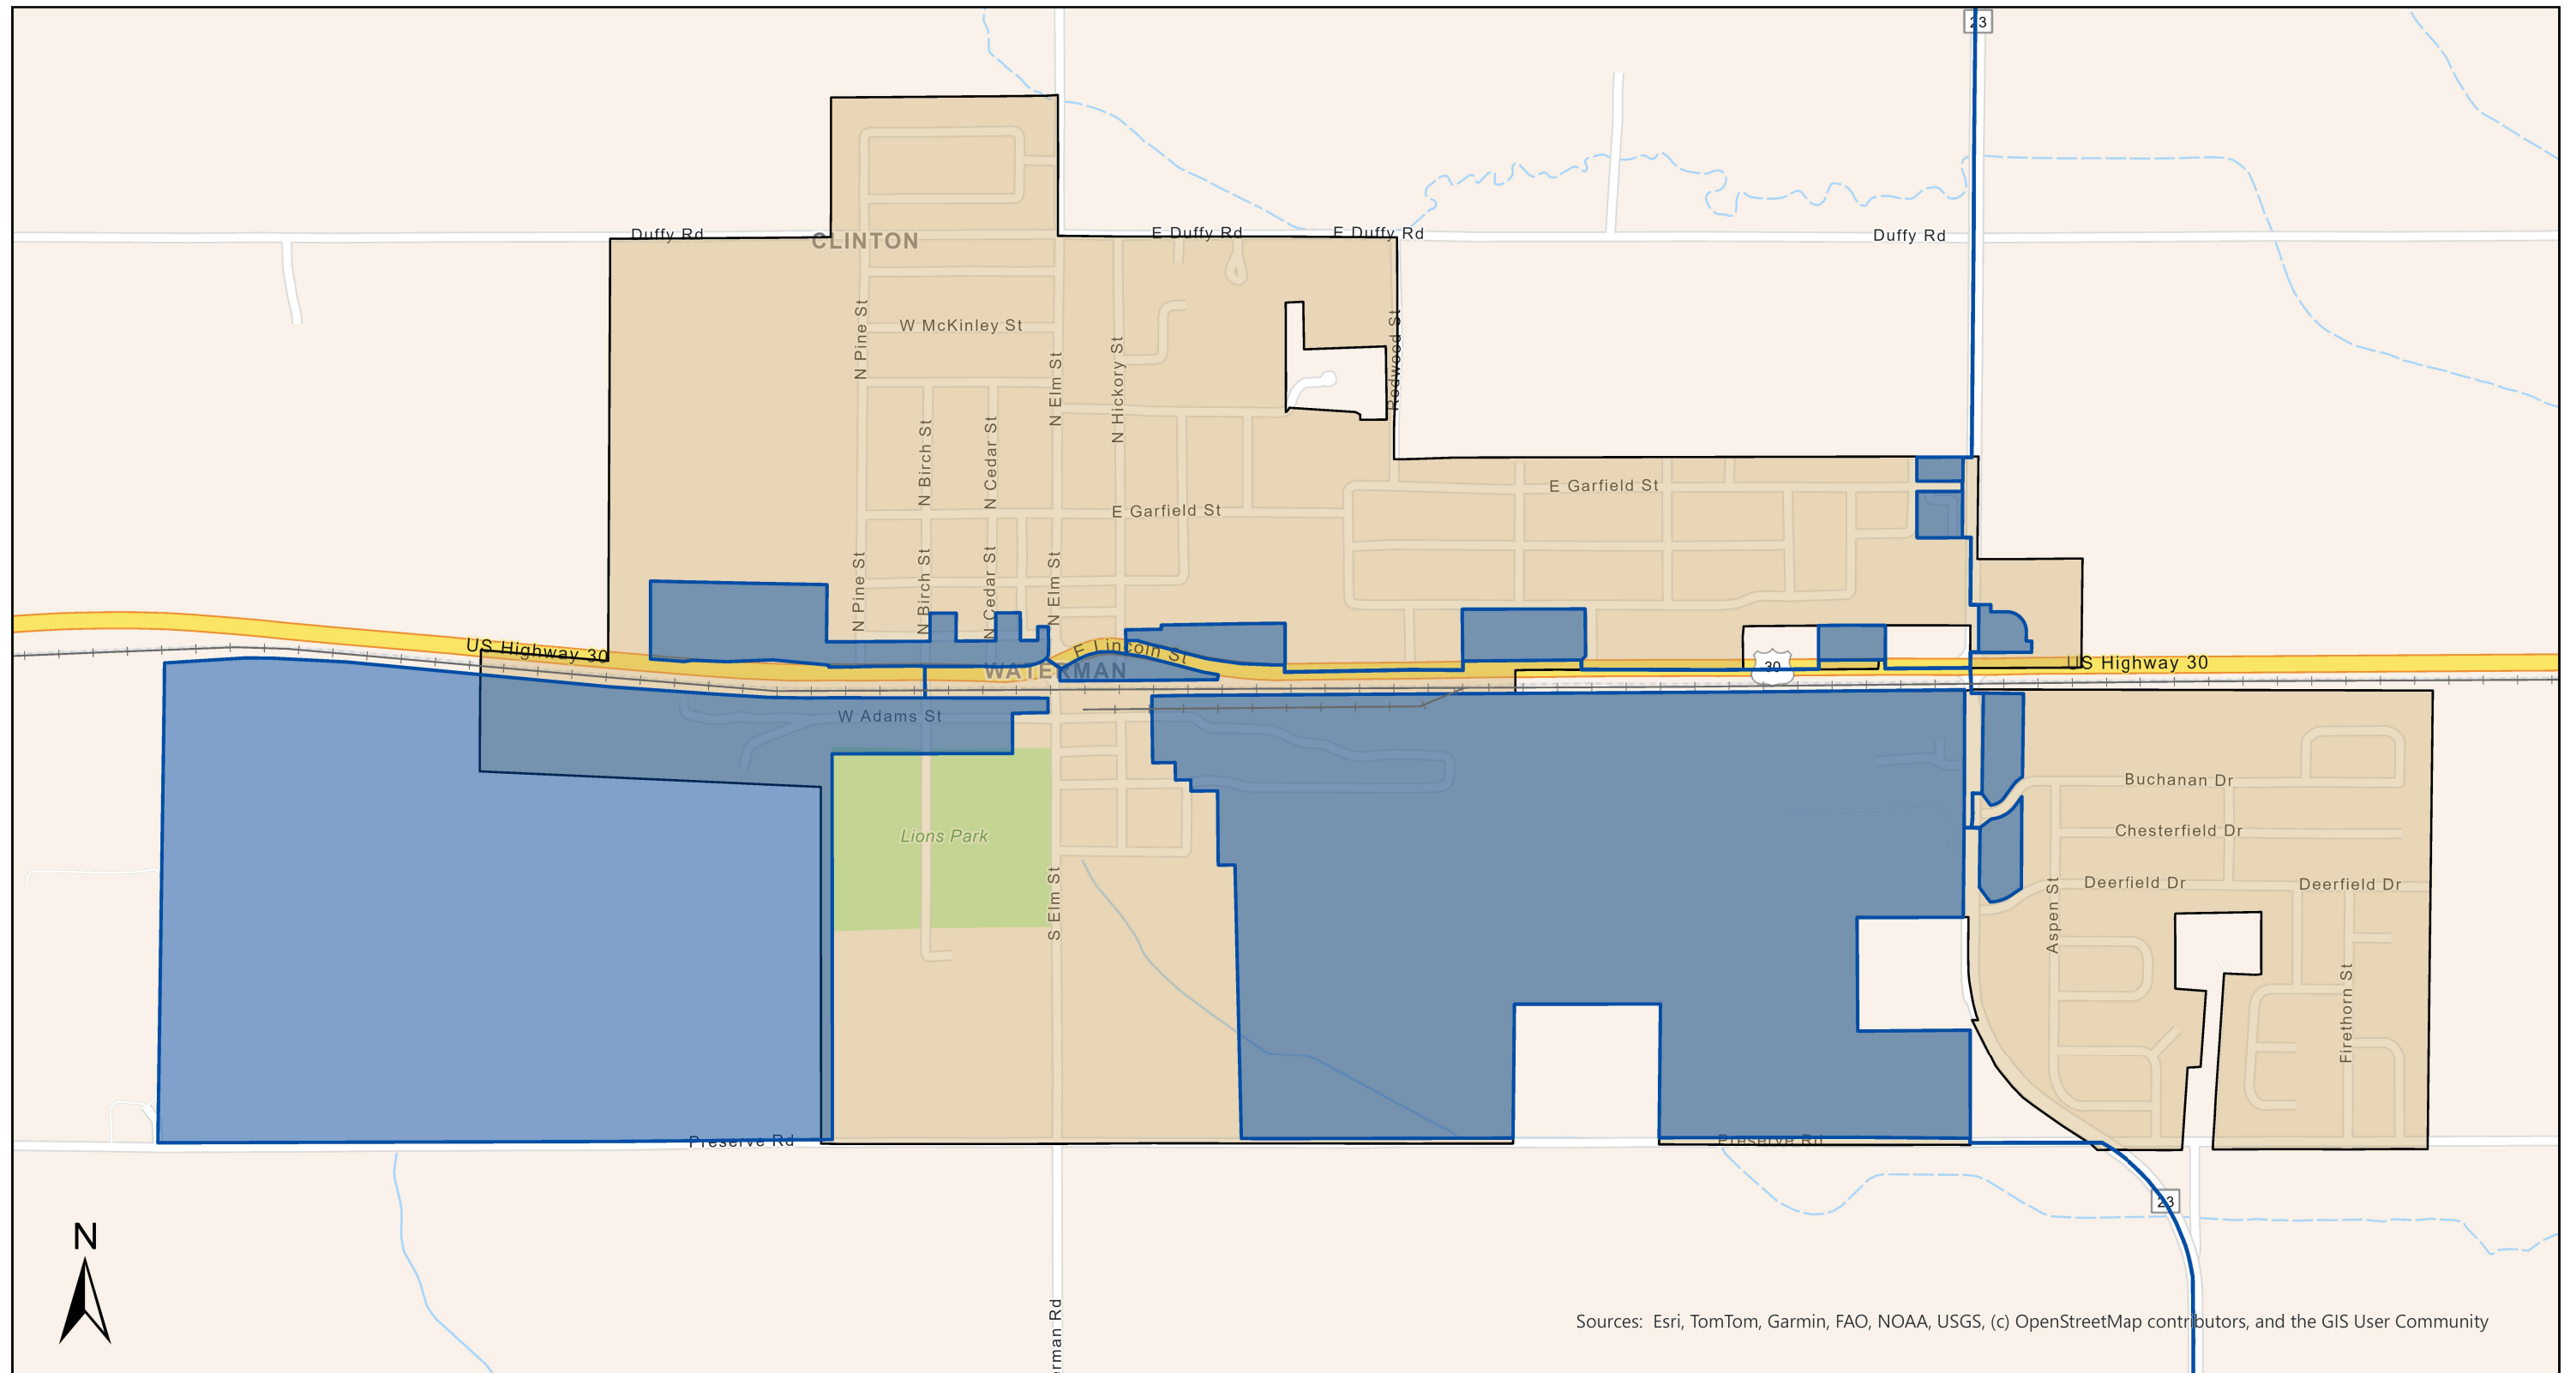 23
Duffy Rd
CLINTON
E Duffy Rd
E Duffy Rd
Duffy Rd
N Pine St
W McKinley St
N Elm St
N Hickory St
Redwood St
N Birch St
N Cedar St
E Garfield St
E Garfield St
N Pine St
N Birch St
N Cedar St
N Elm St
US Highway 30
E Lincoln St
WATERMAN
30
US Highway 30
W Adams St
Buchanan Dr
Lions Park
Chesterfield Dr
Deerfield Dr
Deerfield Dr
S Elm St
Aspen St
Firethorn St
Preserve Rd
Preserve Rd
23
N
erman Rd
Sources: Esri, TomTom, Garmin, FAO, NOAA, USGS, (c) OpenStreetMap contributors, and the GIS User Community